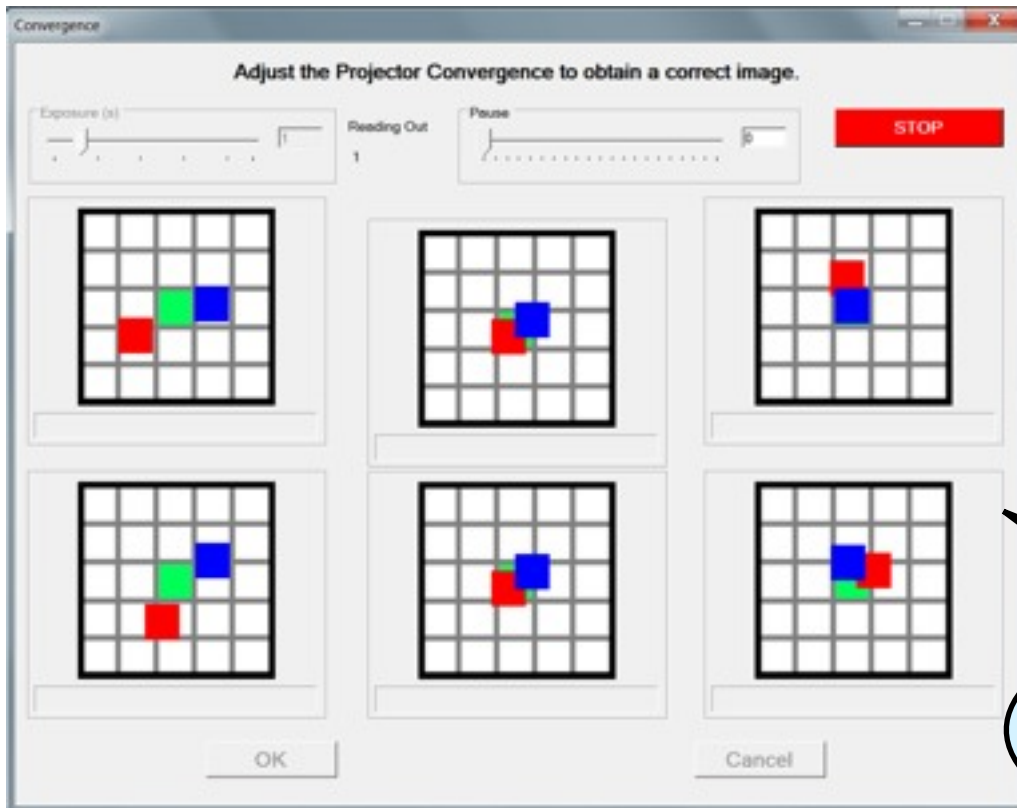 Convergence
Adjust the Projector Convergence to obtain a correct image.
Exposure (s)
1
Reading Out
1
Pause
0
STOP
OK
Cancel